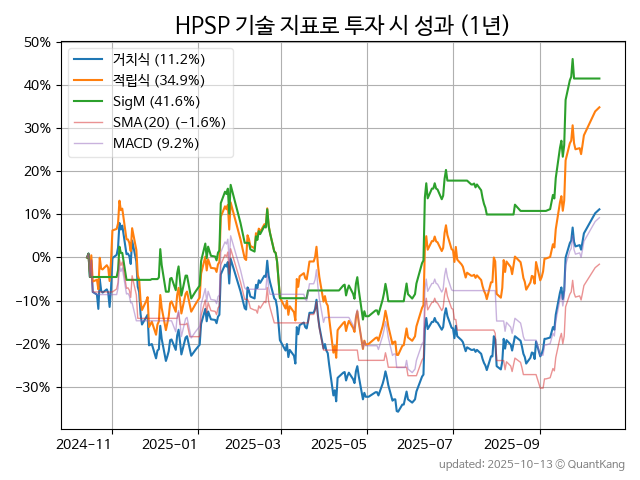 HPSP 기술 지표로 투자 시 성과 (1년)
50%
40%
30%
20%
10%
0%
−10%
−20%
−30%
거치식 (11.2%)
적립식 (34.9%)
SigM (41.6%)
SMA(20) (−1.6%)
MACD (9.2%)
2024-11
2025-01
2025-03
2025-05
2025-07
2025-09
updated: 2025-10-13 © QuantKang